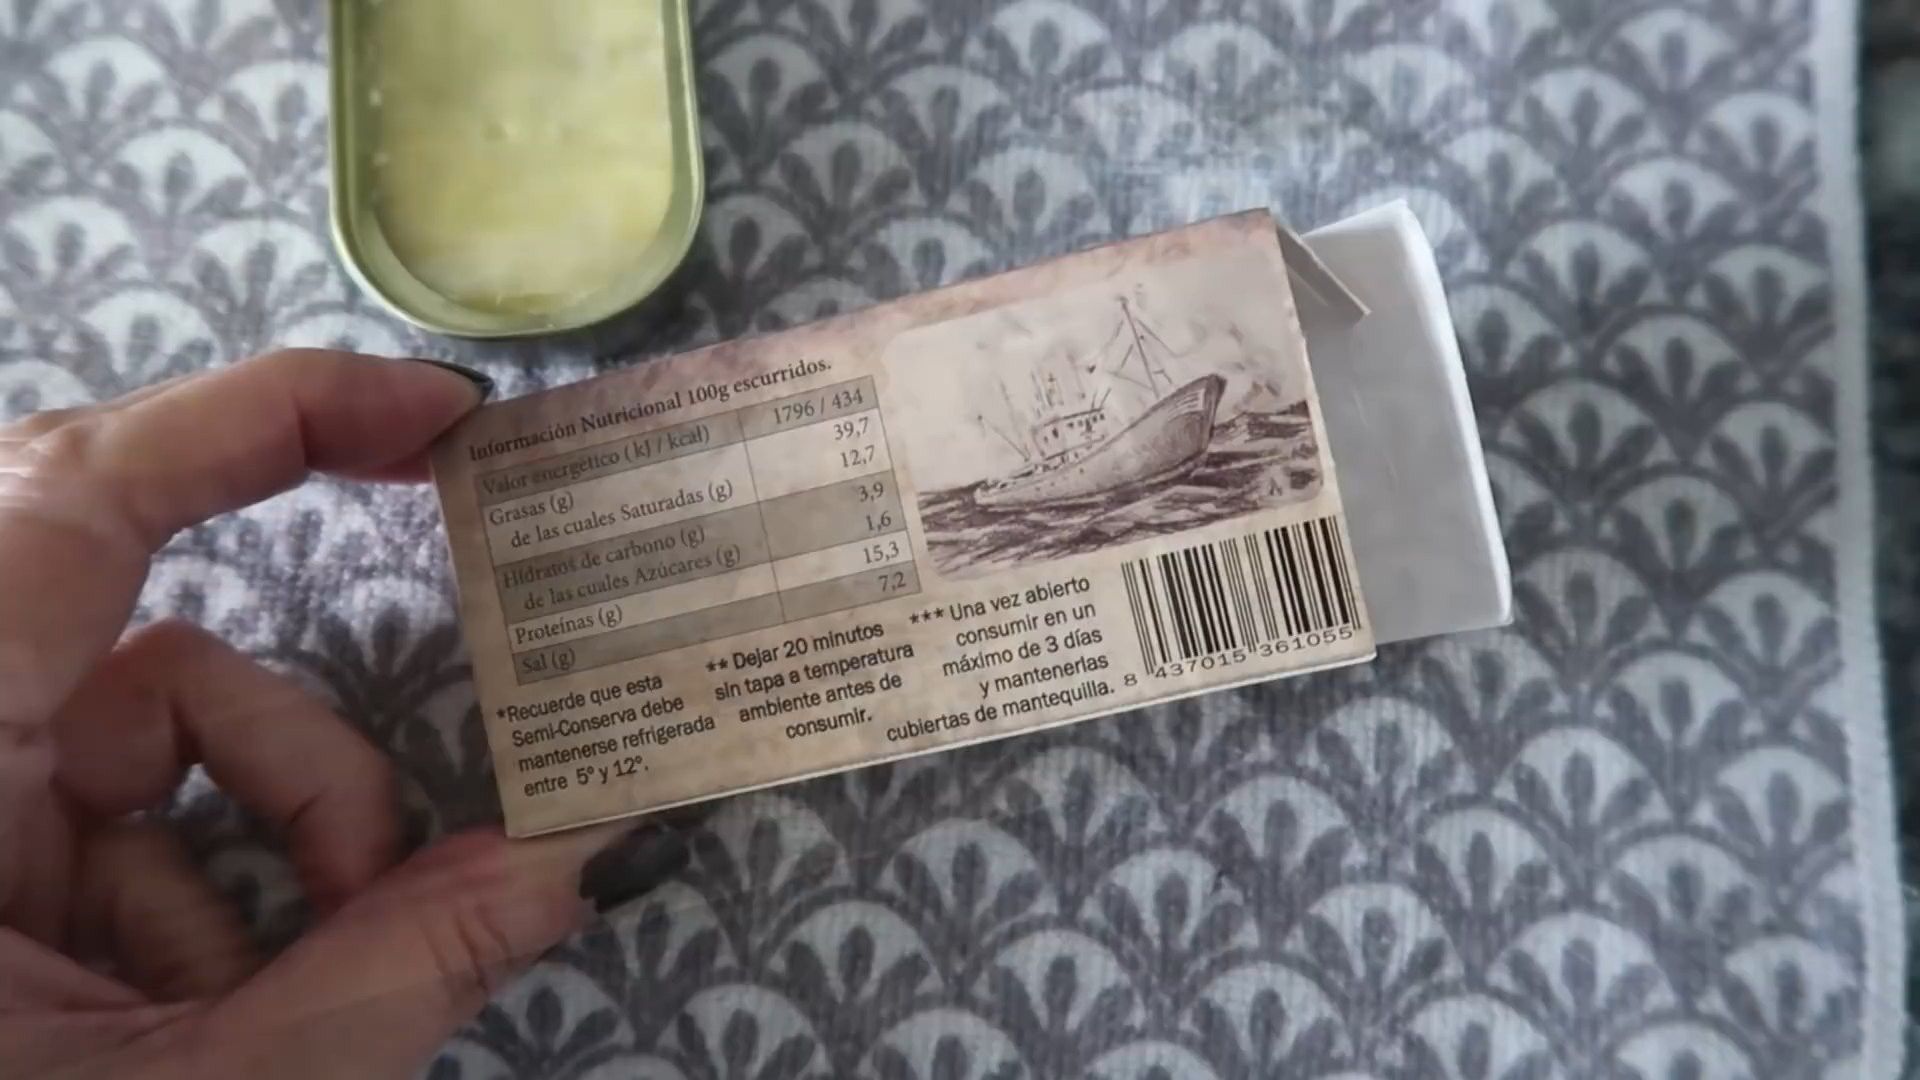 Información Nutricional 100g escurridos.
Valor energético (kJ / kcal) 1796 / 434
Grasas (g) 39,7
de las cuales Saturadas (g) 12,7
Hidratos de carbono (g) 3,9
de las cuales Azúcares (g) 1,6
Proteínas (g) 15,3
Sal (g) 7,2
*Recuerde que esta
Semi-Conserva debe
mantenerse refrigerada
entre 5º y 12º.
** Dejar 20 minutos
sin tapa a temperatura
ambiente antes de
consumir.
*** Una vez abierto
consumir en un
máximo de 3 días
y mantenerlas
cubiertas de mantequilla.
8 437015 361055